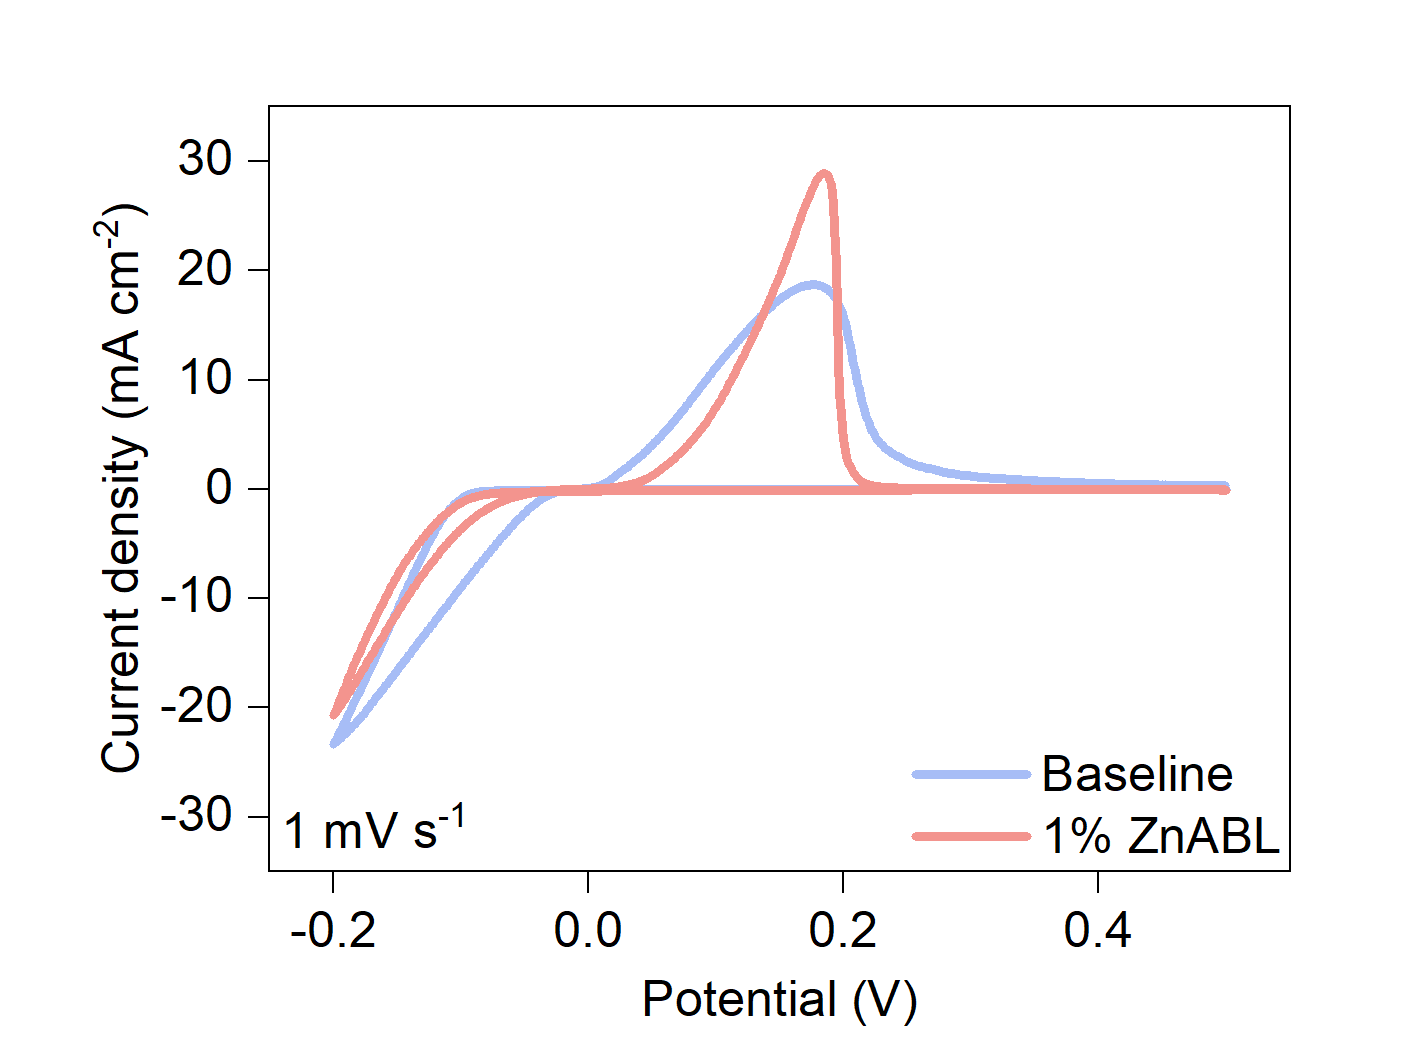 30
20
10
0
-10
-20
-30
Current density (mA cm-2)
Baseline
1% ZnABL
1 mV s-1
-0.2 0.0 0.2 0.4
Potential (V)